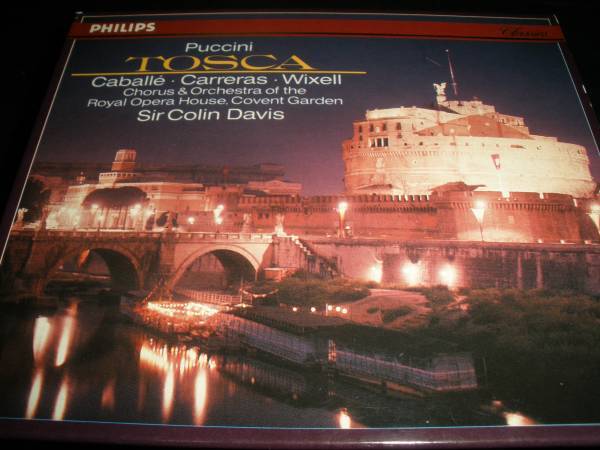 PHILIPS
Classics
Puccini
TOSCA
Caballé · Carreras · Wixell
Chorus & Orchestra of the
Royal Opera House, Covent Garden
Sir Colin Davis